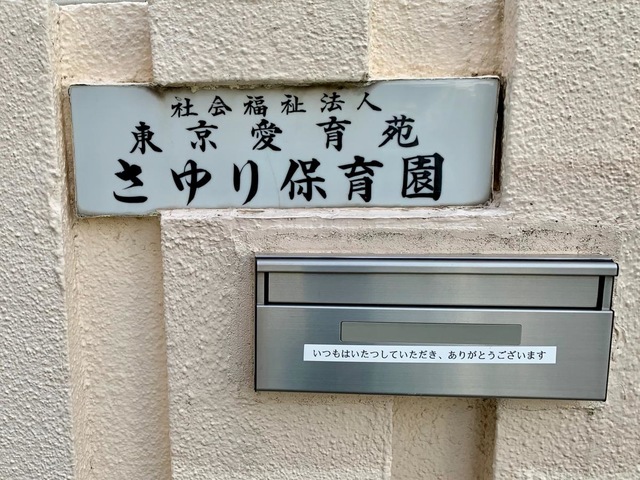 社会福祉法人
東京愛育苑
さゆり保育園
いつもはいたつしていただき、ありがとうございます